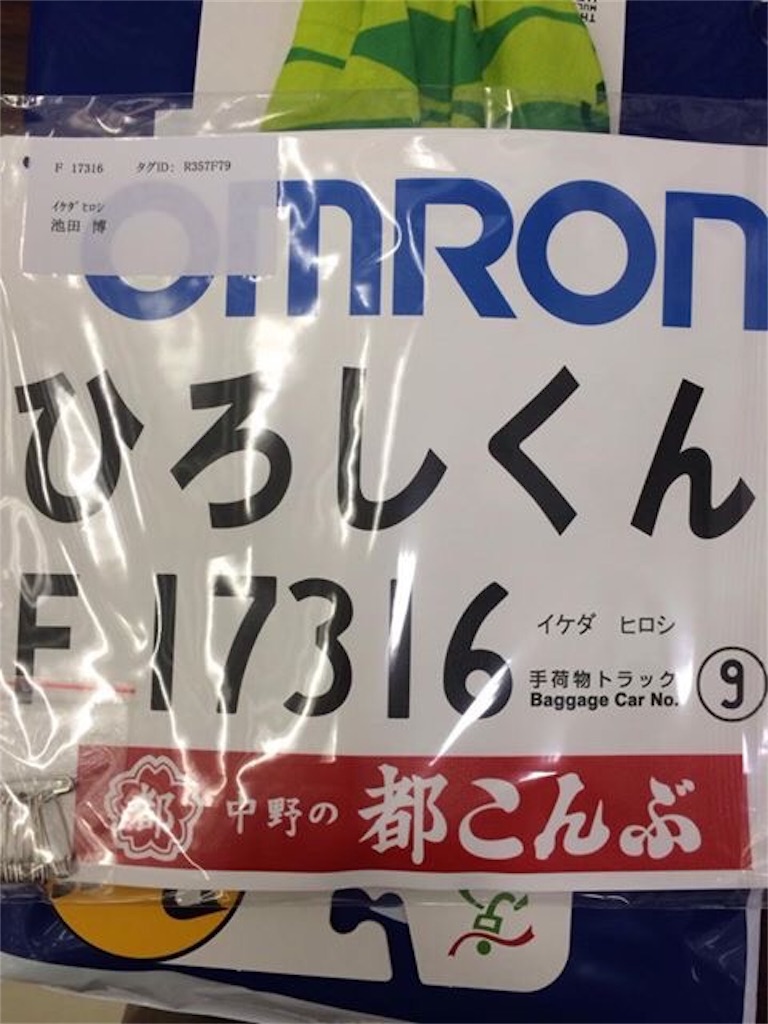 F 17316 タグID: R357F79
イケダ ヒロシ
池田 博
OMRON
ひろしくん
F 17316
イケダ ヒロシ
手荷物トラック
Baggage Car No.
9
都 中野の 都こんぶ